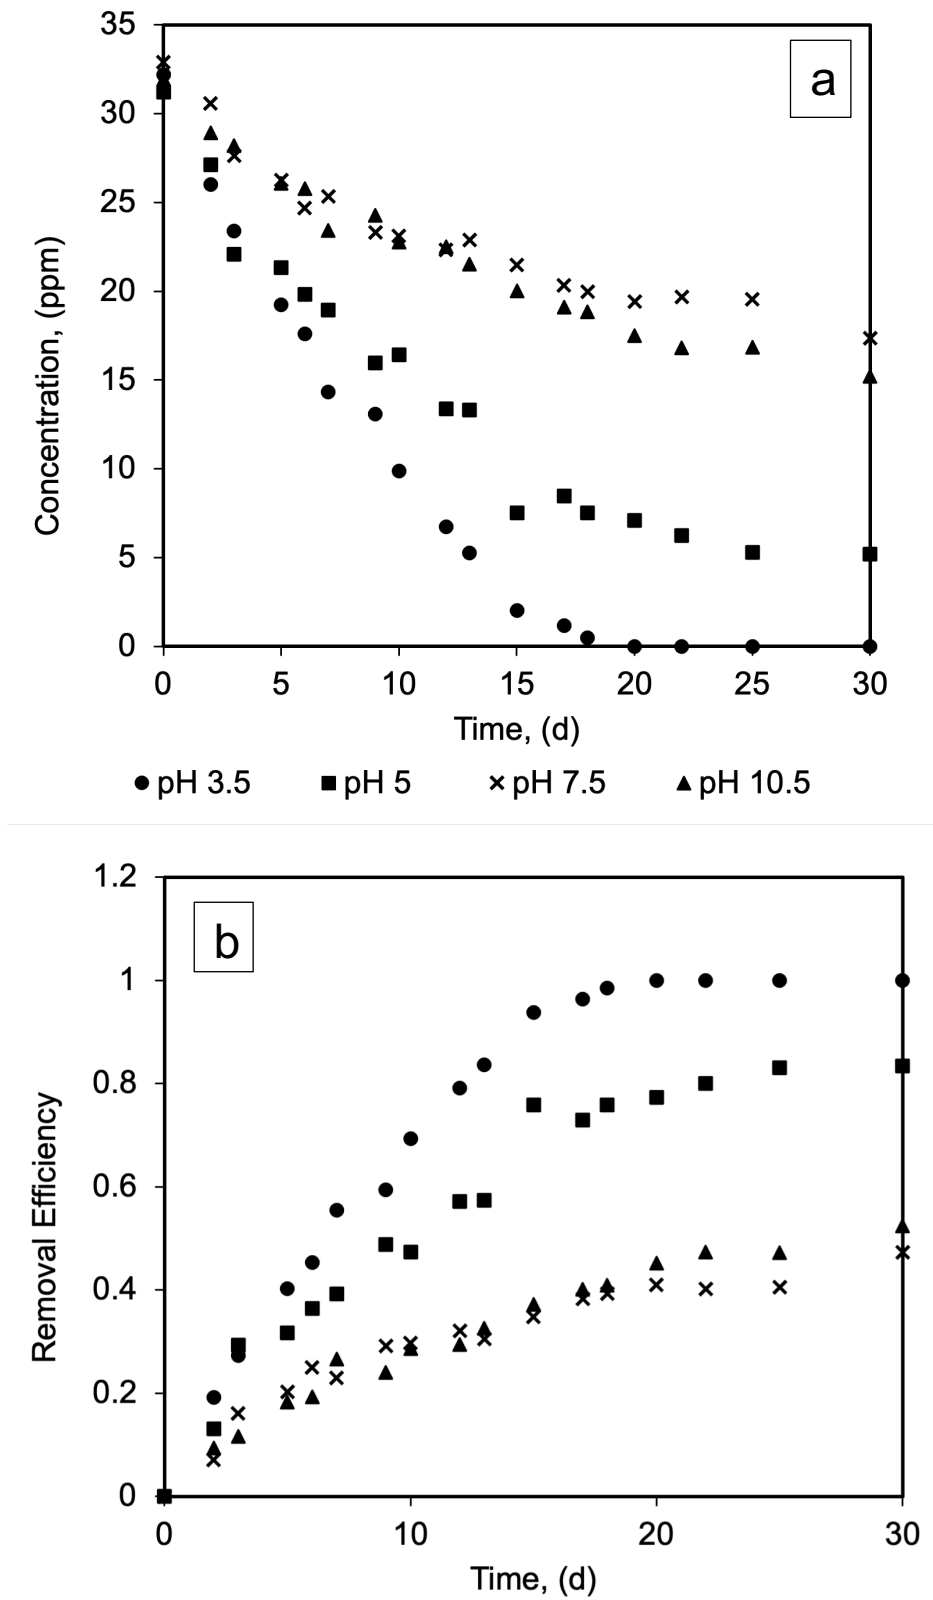 35
a
30
25
20
15
10
5
0
Concentration, (ppm)
0 5 10 15 20 25 30
Time, (d)
pH 3.5 pH 5 pH 7.5 pH 10.5
1.2
b
1
0.8
0.6
0.4
0.2
0
Removal Efficiency
0 10 20 30
Time, (d)